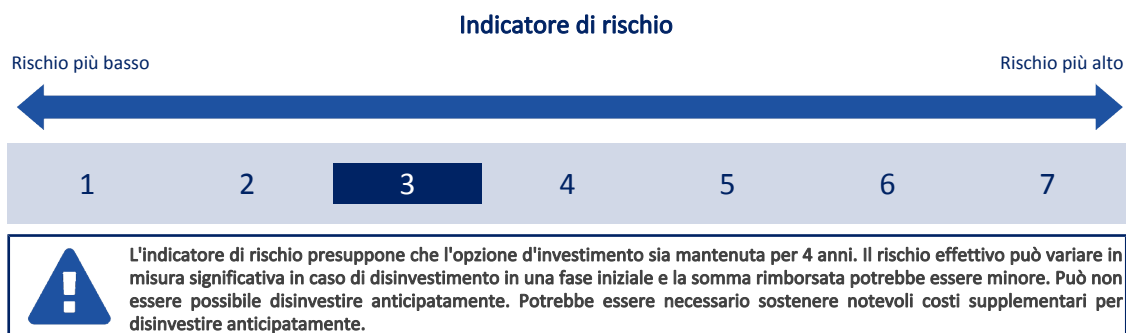 Indicatore di rischio
Rischio più basso Rischio più alto
1 2 3 4 5 6 7
L'indicatore di rischio presuppone che l'opzione d'investimento sia mantenuta per 4 anni. Il rischio effettivo può variare in
misura significativa in caso di disinvestimento in una fase iniziale e la somma rimborsata potrebbe essere minore. Può non
essere possibile disinvestire anticipatamente. Potrebbe essere necessario sostenere notevoli costi supplementari per
disinvestire anticipatamente.